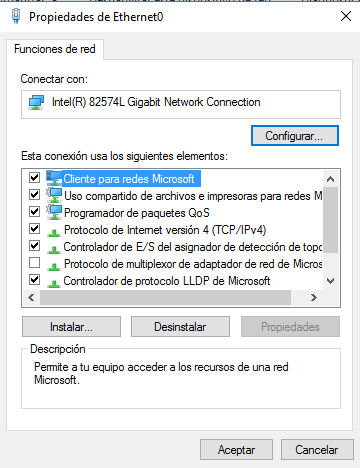 Propiedades de Ethernet0
Funciones de red
Conectar con:
Intel(R) 82574L Gigabit Network Connection
Configurar...
Esta conexión usa los siguientes elementos:
Cliente para redes Microsoft
Uso compartido de archivos e impresoras para redes M
Programador de paquetes QoS
Protocolo de Internet versión 4 (TCP/IPv4)
Controlador de E/S del asignador de detección de topo
Protocolo de multiplexor de adaptador de red de Micros
Controlador de protocolo LLDP de Microsoft
Instalar...
Desinstalar
Propiedades
Descripción
Permite a tu equipo acceder a los recursos de una red
Microsoft.
Aceptar
Cancelar